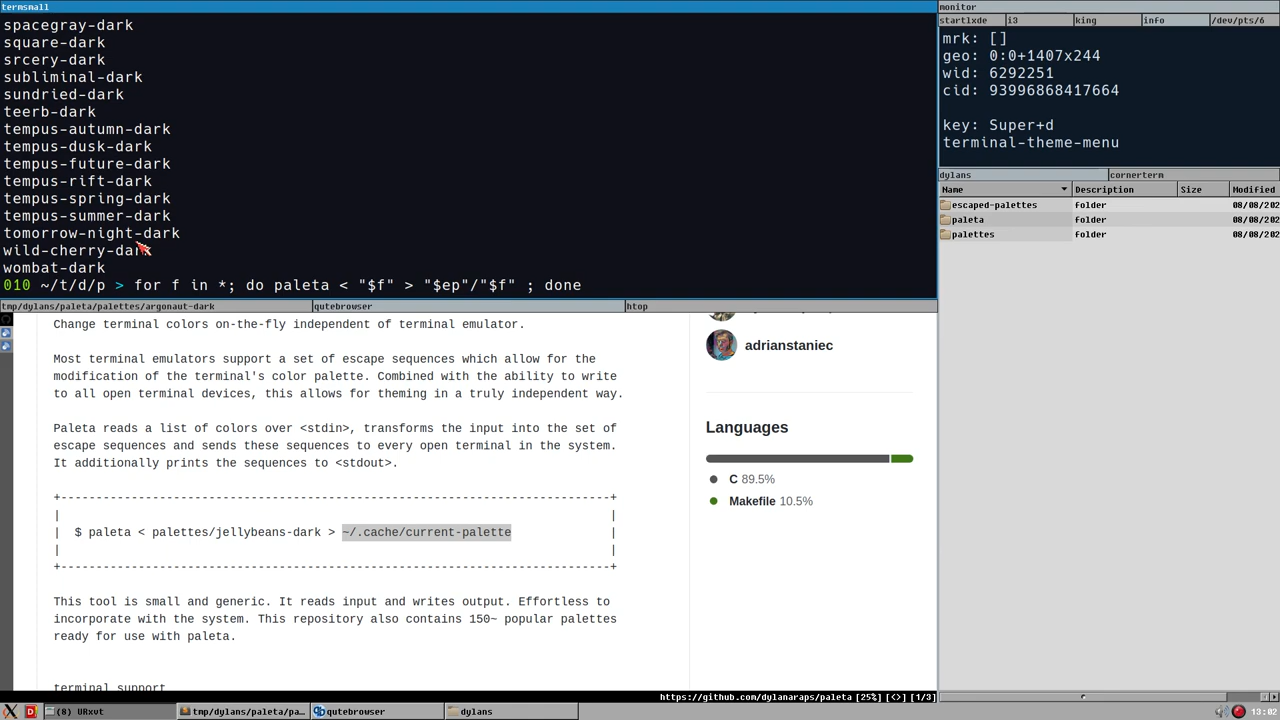 termsmall
spacegray-dark
square-dark
srcery-dark
subliminal-dark
sundried-dark
teerb-dark
tempus-autumn-dark
tempus-dusk-dark
tempus-future-dark
tempus-rift-dark
tempus-spring-dark
tempus-summer-dark
tomorrow-night-dark
wild-cherry-dark
wombat-dark
010 ~/t/d/p > for f in *; do paleta < "$f" > "$ep"/"$f" ; done
monitor
startlxde i3 king info /dev/pts/6
mrk: []
geo: 0:0+1407x244
wid: 6292251
cid: 93996868417664
key: Super+d
terminal-theme-menu
dylans cornerterm
Name Description Size Modified
escaped-palettes folder 08/08/202
paleta folder 08/08/202
palettes folder 08/08/202
tmp/dylans/paleta/palettes/argonaut-dark qutebrowser htop
Change terminal colors on-the-fly independent of terminal emulator.
Most terminal emulators support a set of escape sequences which allow for the
modification of the terminal's color palette. Combined with the ability to write
to all open terminal devices, this allows for theming in a truly independent way.
Paleta reads a list of colors over <stdin>, transforms the input into the set of
escape sequences and sends these sequences to every open terminal in the system.
It additionally prints the sequences to <stdout>.
+------------------------------------------------------------------------------+
| |
| $ paleta < palettes/jellybeans-dark > ~/.cache/current-palette |
| |
+------------------------------------------------------------------------------+
This tool is small and generic. It reads input and writes output. Effortless to
incorporate with the system. This repository also contains 150~ popular palettes
ready for use with paleta.
terminal support
adrianstaniec
Languages
C 89.5%
Makefile 10.5%
https://github.com/dylanaraps/paleta [25%] [<>] [1/3]
(8) URxvt tmp/dylans/paleta/pa... qutebrowser dylans 13:02